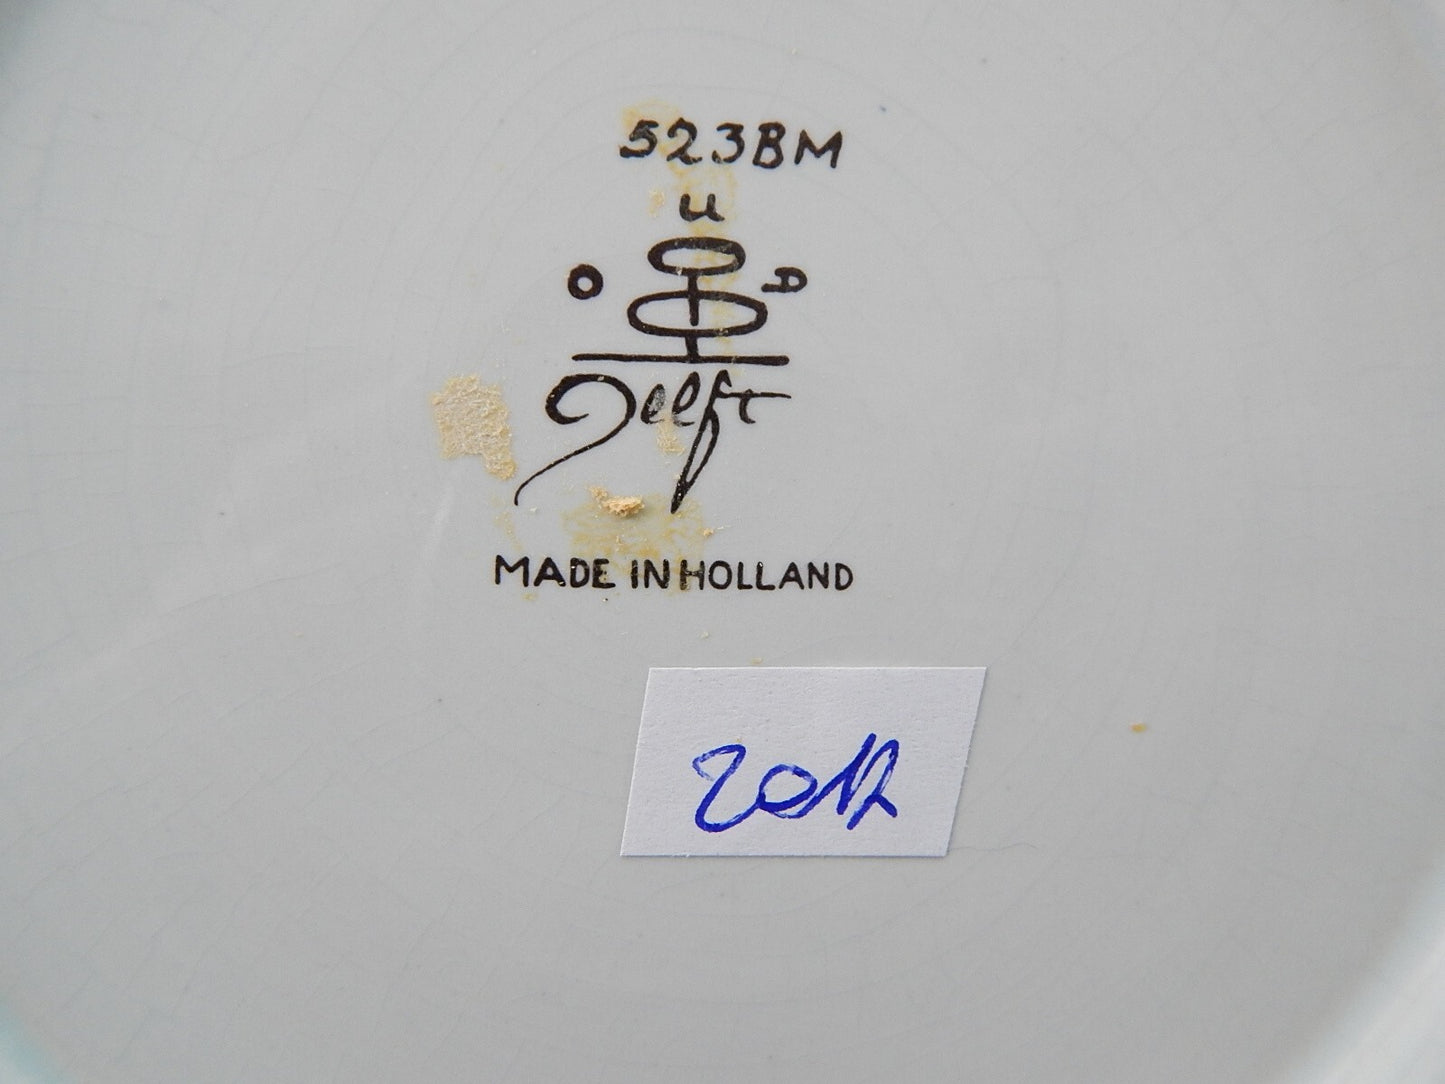 523BM
U
O D
Delft
MADE IN HOLLAND
2012